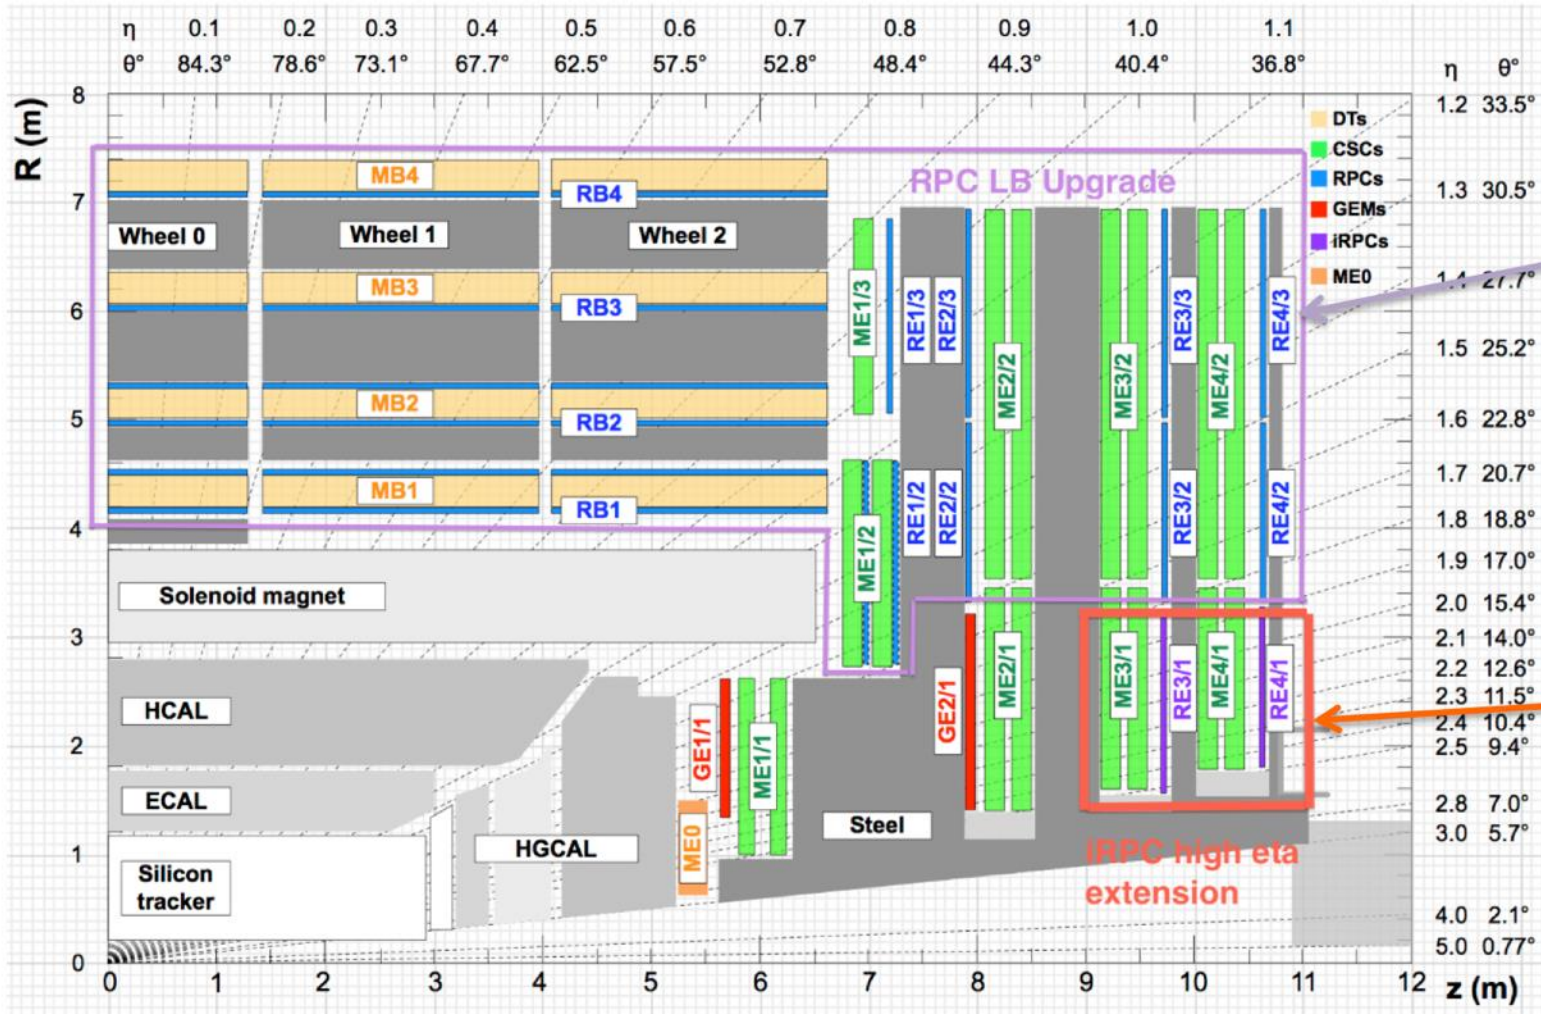 η 0.1 0.2 0.3 0.4 0.5 0.6 0.7 0.8 0.9 1.0 1.1
θ° 84.3° 78.6° 73.1° 67.7° 62.5° 57.5° 52.8° 48.4° 44.3° 40.4° 36.8°
η θ°
R (m)
8
7
6
5
4
3
2
1
0
1.2 33.5°
1.3 30.5°
1.4 27.7°
1.5 25.2°
1.6 22.8°
1.7 20.7°
1.8 18.8°
1.9 17.0°
2.0 15.4°
2.1 14.0°
2.2 12.6°
2.3 11.5°
2.4 10.4°
2.5 9.4°
2.8 7.0°
3.0 5.7°
4.0 2.1°
5.0 0.77°
DTs
CSCs
RPCs
GEMs
iRPCs
ME0
RPC LB Upgrade
MB4
RB4
Wheel 0
Wheel 1
Wheel 2
MB3
RB3
MB2
RB2
MB1
RB1
ME1/3
RE1/3
RE2/3
ME2/2
ME3/2
RE3/3
ME4/2
RE4/3
ME1/2
RE1/2
RE2/2
RE3/2
RE4/2
Solenoid magnet
HCAL
ECAL
Silicon
tracker
HGCAL
ME0
GE1/1
ME1/1
Steel
GE2/1
ME2/1
ME3/1
RE3/1
ME4/1
RE4/1
iRPC high eta
extension
0 1 2 3 4 5 6 7 8 9 10 11 12
z (m)